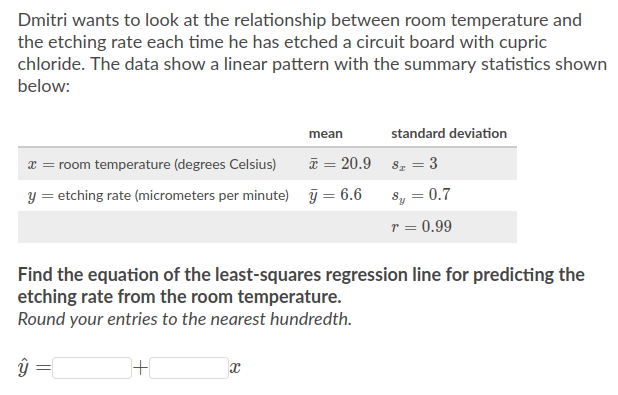 Dmitri wants to look at the relationship between room temperature and
the etching rate each time he has etched a circuit board with cupric
chloride. The data show a linear pattern with the summary statistics shown
below:
mean standard deviation
x = room temperature (degrees Celsius) x̄ = 20.9 sₓ = 3
y = etching rate (micrometers per minute) ȳ = 6.6 s_y = 0.7
r = 0.99
Find the equation of the least-squares regression line for predicting the
etching rate from the room temperature.
Round your entries to the nearest hundredth.
ŷ = + x